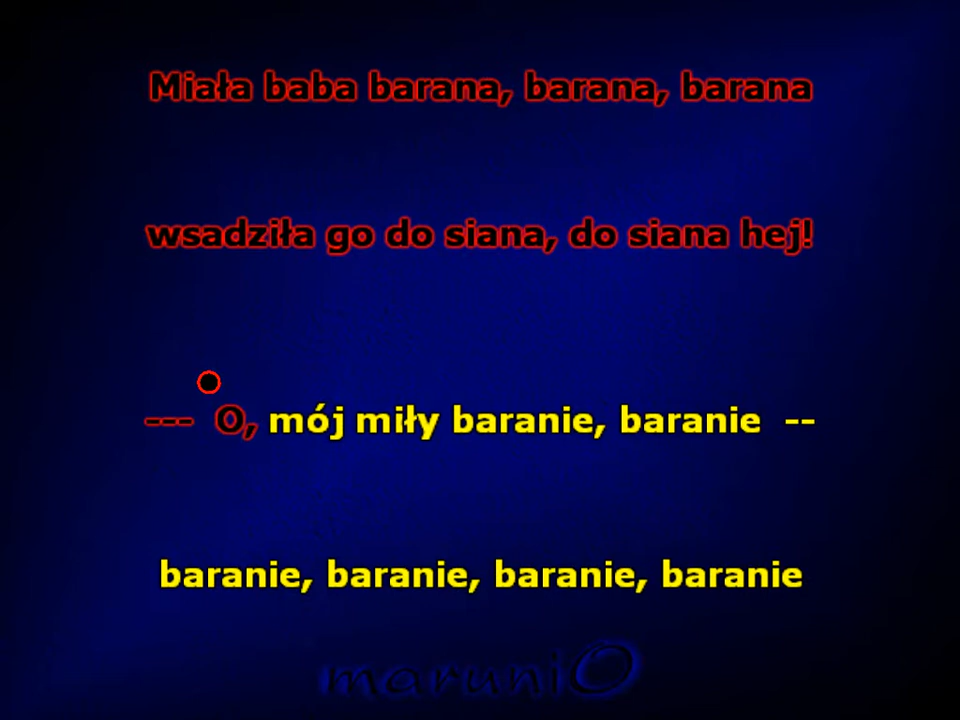 Miała baba barana, barana, barana
wsadziła go do siana, do siana hej!
--- O, mój miły baranie, baranie --
baranie, baranie, baranie, baranie
maruniO